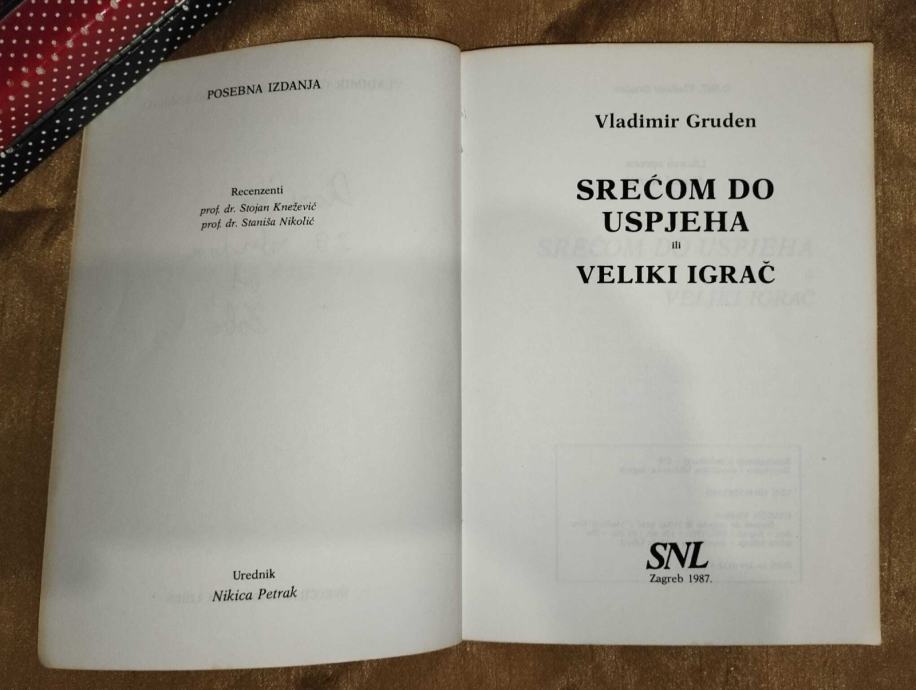 POSEBNA IZDANJA
Recenzenti
prof. dr. Stojan Knežević
prof. dr. Staniša Nikolić
Urednik
Nikica Petrak
Vladimir Gruden
SREĆOM DO
USPJEHA
ili
VELIKI IGRAČ
SNL
Zagreb 1987.